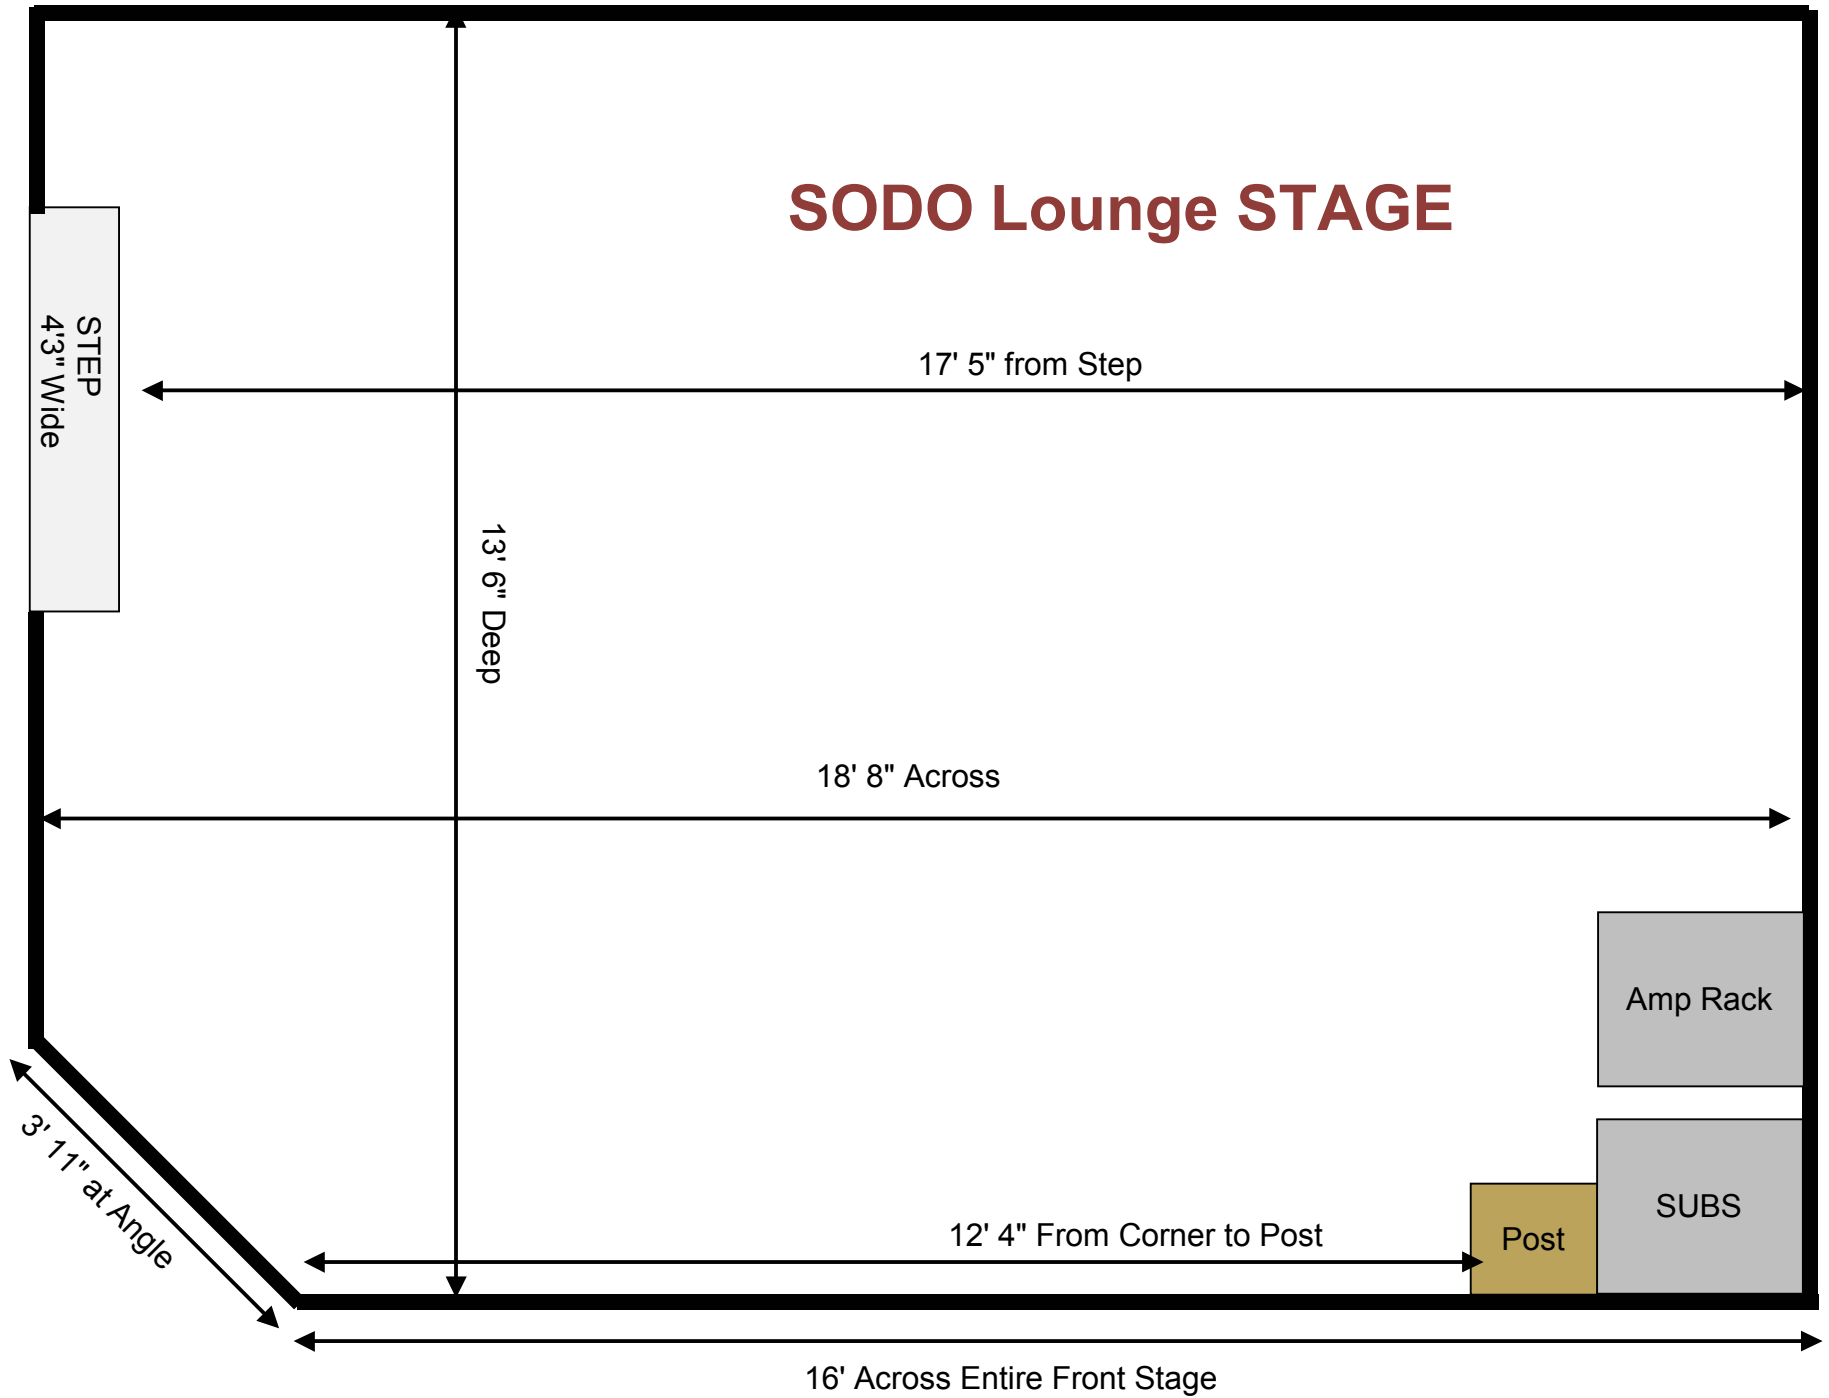 SODO Lounge STAGE
STEP
4'3" Wide
17' 5" from Step
13' 6" Deep
18' 8" Across
Amp Rack
SUBS
3' 11" at Angle
12' 4" From Corner to Post
Post
16' Across Entire Front Stage